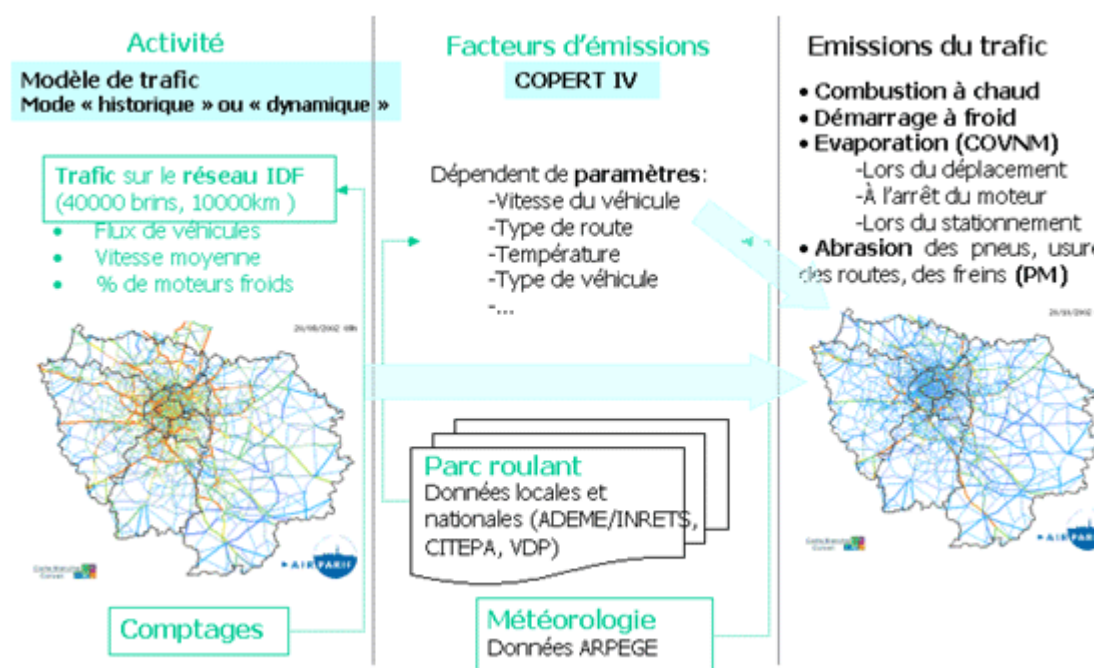 Activité
Modèle de trafic
Mode « historique » ou « dynamique »
Trafic sur le réseau IDF
(40000 brins, 10000km )
• Flux de véhicules
• Vitesse moyenne
• % de moteurs froids
AIRPARIF
Comptages
Facteurs d'émissions
COPERT IV
Dépendent de paramètres:
-Vitesse du véhicule
-Type de route
-Température
-Type de véhicule
-...
Parc roulant
Données locales et
nationales (ADEME/INRETS,
CITEPA, VDP)
Météorologie
Données ARPEGE
Emissions du trafic
• Combustion à chaud
• Démarrage à froid
• Evaporation (COVNM)
-Lors du déplacement
-À l'arrêt du moteur
-Lors du stationnement
• Abrasion des pneus, usure
des routes, des freins (PM)
AIRPA